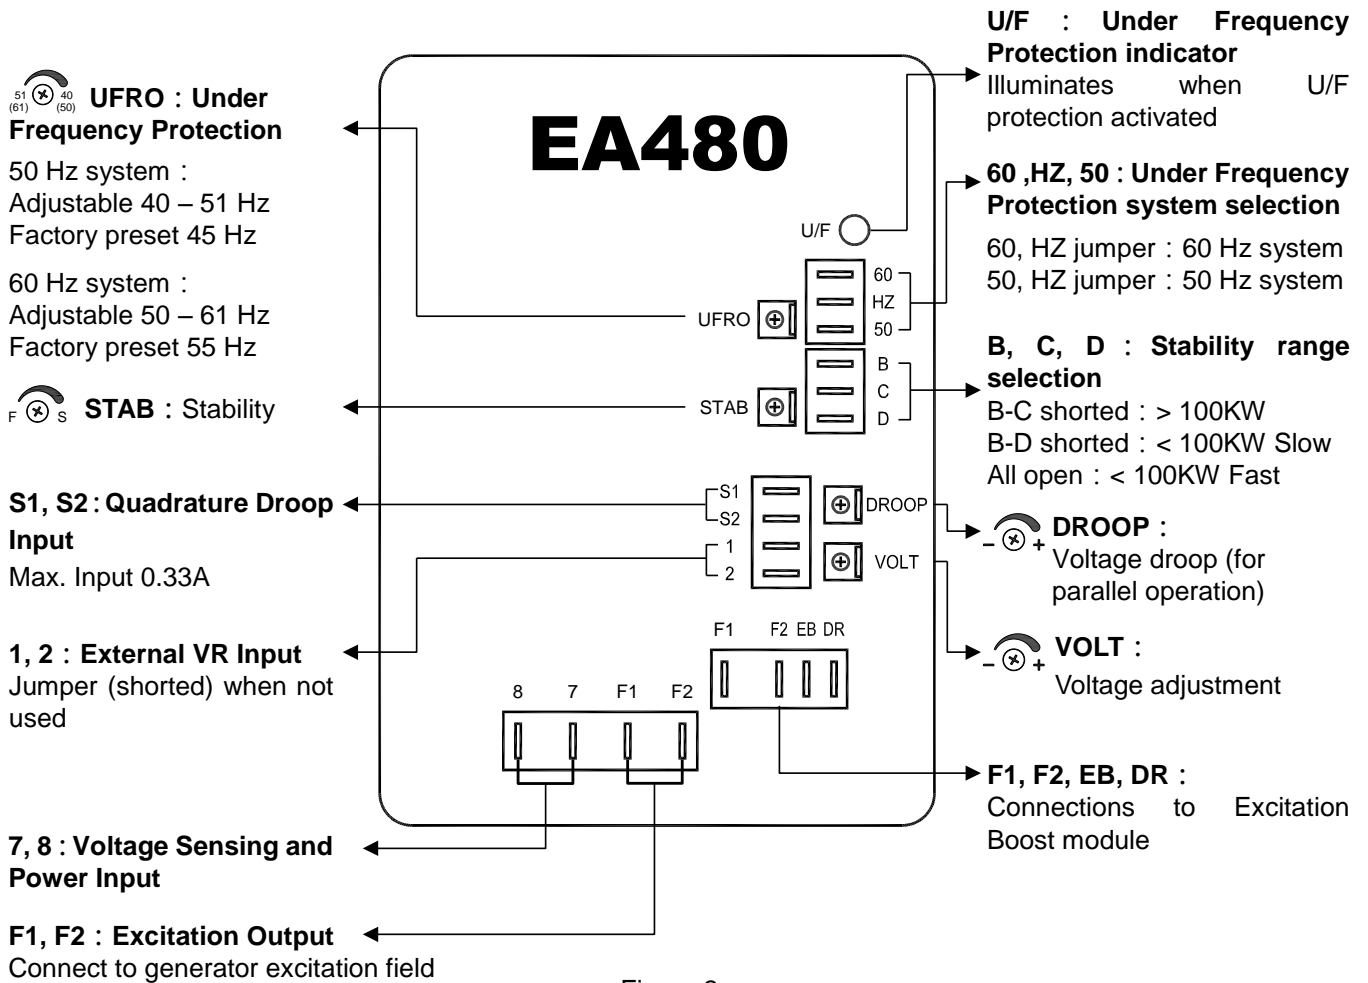 51 40
(61) (50)
UFRO : Under
Frequency Protection
50 Hz system :
Adjustable 40 – 51 Hz
Factory preset 45 Hz
60 Hz system :
Adjustable 50 – 61 Hz
Factory preset 55 Hz
F S STAB : Stability
S1, S2 : Quadrature Droop
Input
Max. Input 0.33A
1, 2 : External VR Input
Jumper (shorted) when not
used
7, 8 : Voltage Sensing and
Power Input
F1, F2 : Excitation Output
Connect to generator excitation field
EA480
U/F
60
HZ
50
UFRO
B
C
D
STAB
S1
S2
1
2
DROOP
VOLT
F1 F2 EB DR
8 7 F1 F2
U/F : Under Frequency
Protection indicator
Illuminates when U/F
protection activated
60 ,HZ, 50 : Under Frequency
Protection system selection
60, HZ jumper : 60 Hz system
50, HZ jumper : 50 Hz system
B, C, D : Stability range
selection
B-C shorted : > 100KW
B-D shorted : < 100KW Slow
All open : < 100KW Fast
– + DROOP :
Voltage droop (for
parallel operation)
– + VOLT :
Voltage adjustment
F1, F2, EB, DR :
Connections to Excitation
Boost module